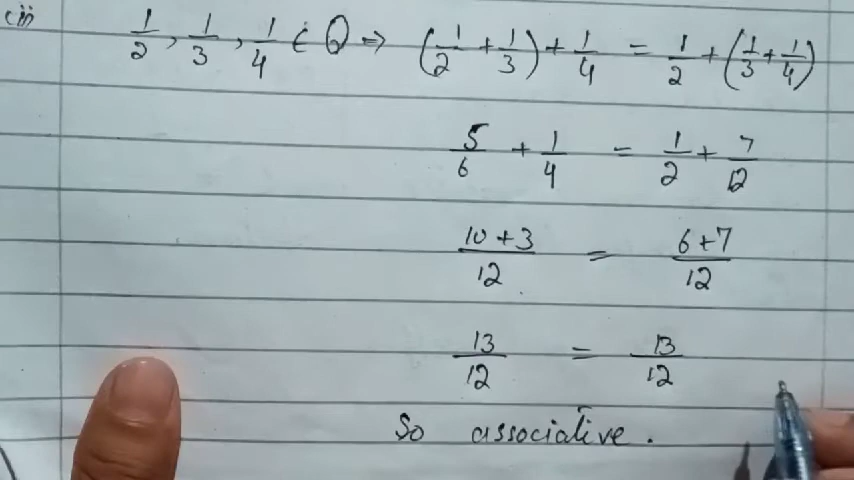 (ii) 1/2, 1/3, 1/4 ∈ Q ⇒ (1/2 + 1/3) + 1/4 = 1/2 + (1/3 + 1/4)
5/6 + 1/4 = 1/2 + 7/12
10 + 3/12 = 6 + 7/12
13/12 = 13/12
So associative.